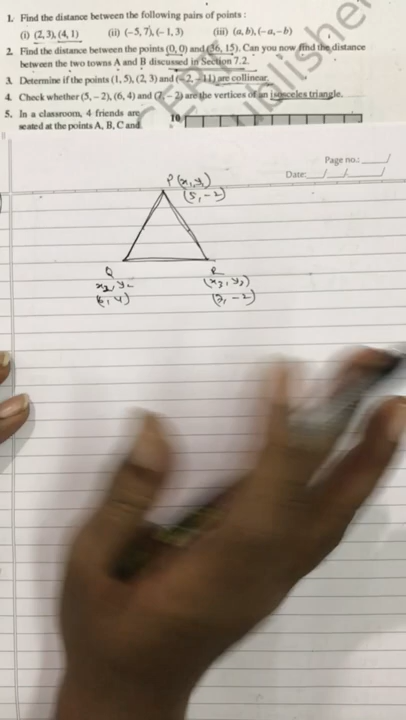 1. Find the distance between the following pairs of points :
(i) (2, 3), (4, 1) (ii) (–5, 7), (–1, 3) (iii) (a, b), (–a, –b)
2. Find the distance between the points (0, 0) and (36, 15). Can you now find the distance
between the two towns A and B discussed in Section 7.2.
3. Determine if the points (1, 5), (2, 3) and (–2, –11) are collinear.
4. Check whether (5, –2), (6, 4) and (7, –2) are the vertices of an isosceles triangle.
5. In a classroom, 4 friends are
seated at the points A, B, C and
10
Page no.:
Date:
P (x₁, y₁)
(5, -2)
Q
x₂, y₂
(6, 4)
R
(x₃, y₃)
(7, -2)